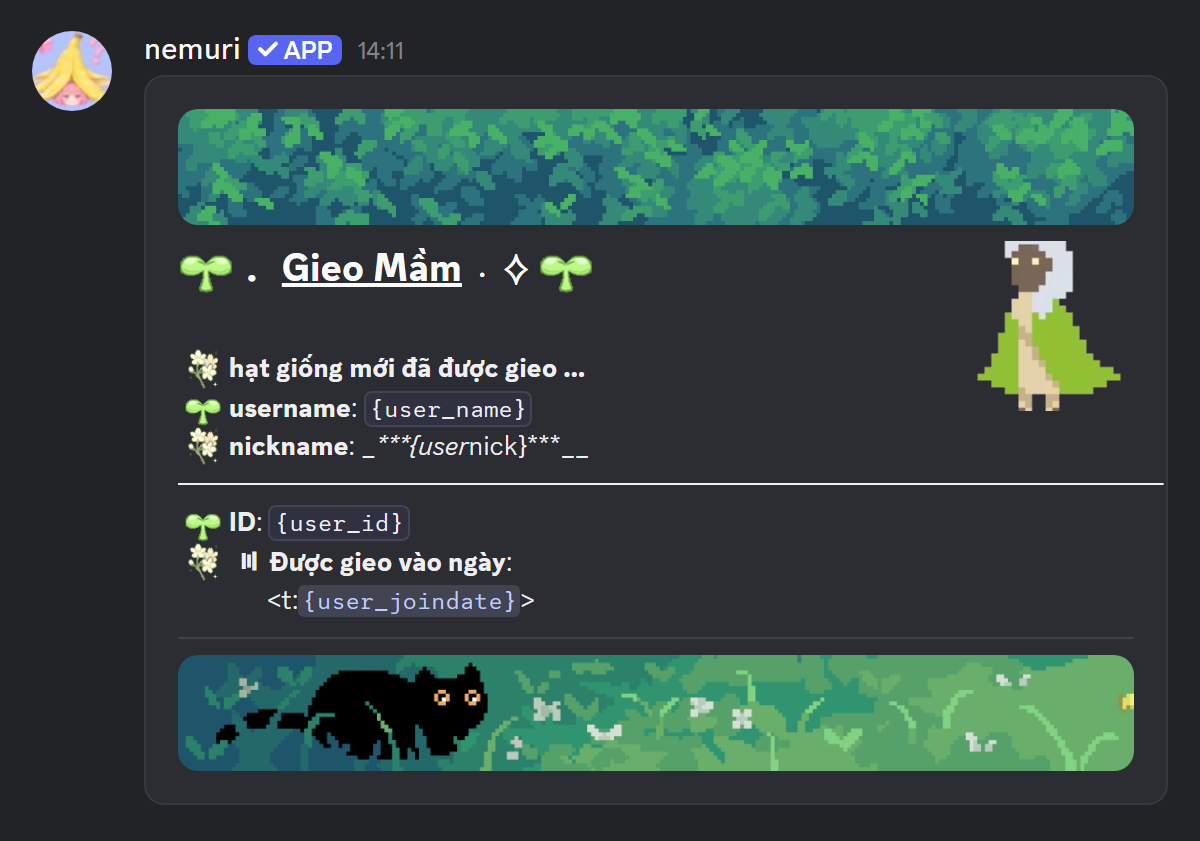 nemuri ✔ APP 14:11
🌱 . Gieo Mầm · ✧ 🌱
hạt giống mới đã được gieo ...
🌱 username: {user_name}
nickname: _***{usernick}***__
🌱 ID: {user_id}
Được gieo vào ngày:
<t:{user_joindate}>